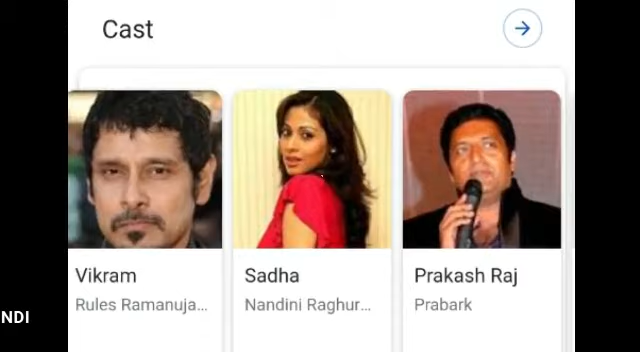 Cast
Vikram
Rules Ramanuja...
Sadha
Nandini Raghur...
Prakash Raj
Prabark
NDI